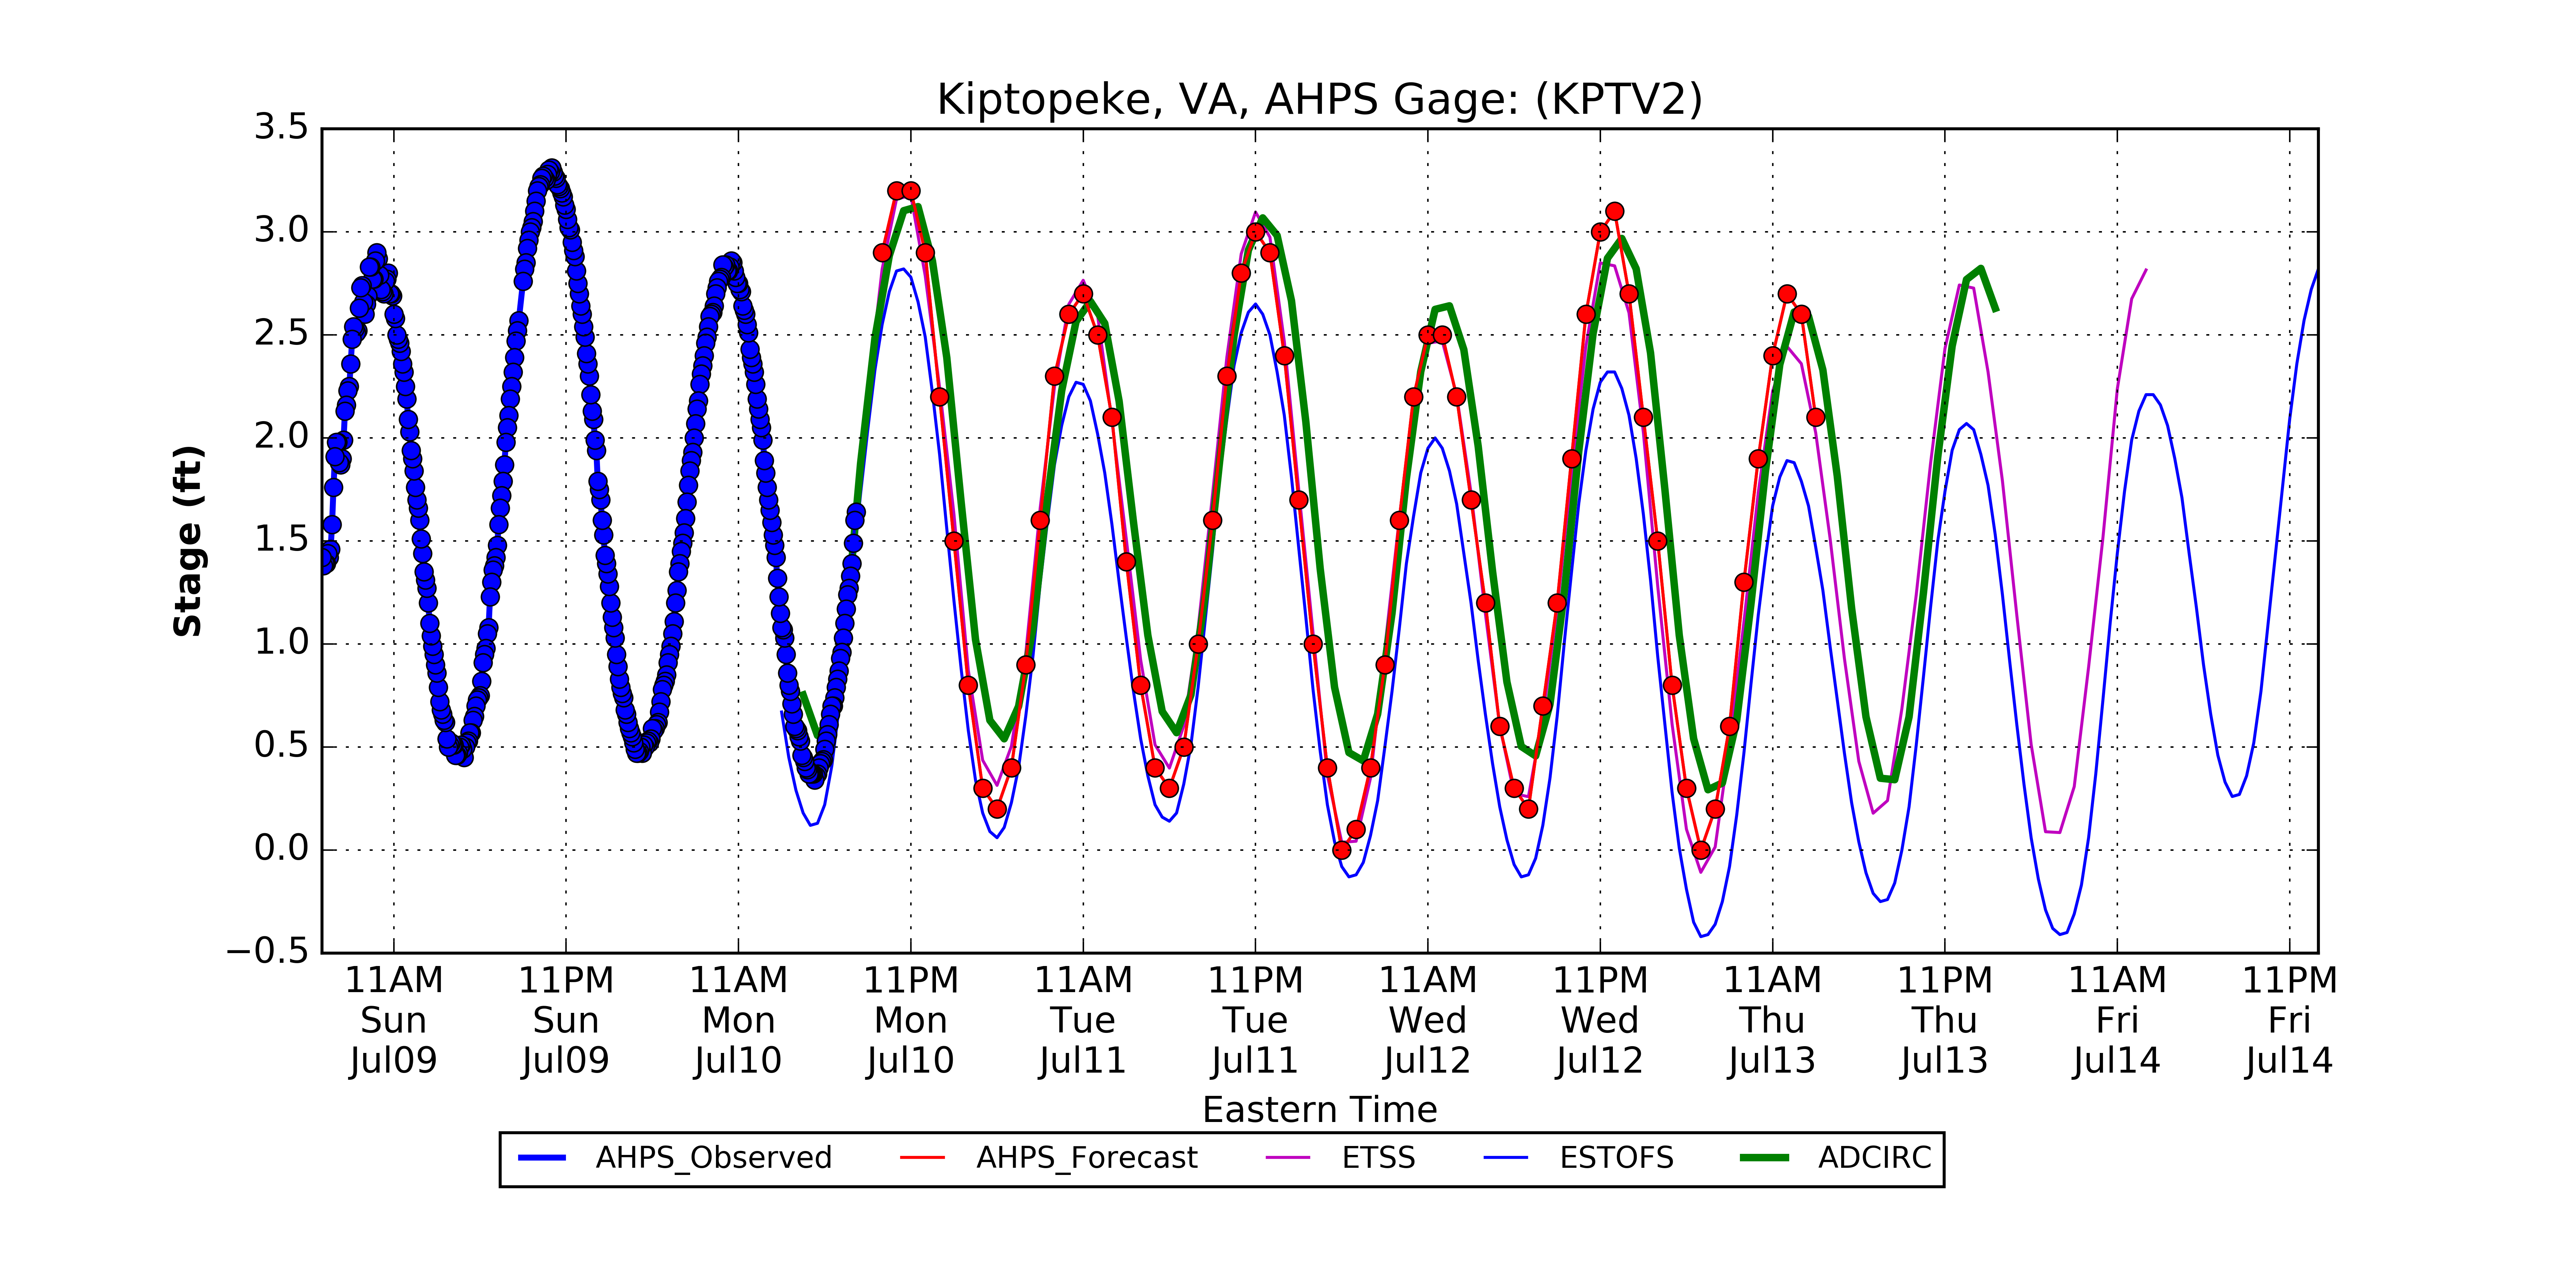 Kiptopeke, VA, AHPS Gage: (KPTV2)
3.5
3.0
2.5
2.0
1.5
1.0
0.5
0.0
−0.5
Stage (ft)
11AM 11PM 11AM 11PM 11AM 11PM 11AM 11PM 11AM 11PM 11AM 11PM
Sun Sun Mon Mon Tue Tue Wed Wed Thu Thu Fri Fri
Jul09 Jul09 Jul10 Jul10 Jul11 Jul11 Jul12 Jul12 Jul13 Jul13 Jul14 Jul14
Eastern Time
AHPS_Observed AHPS_Forecast ETSS ESTOFS ADCIRC